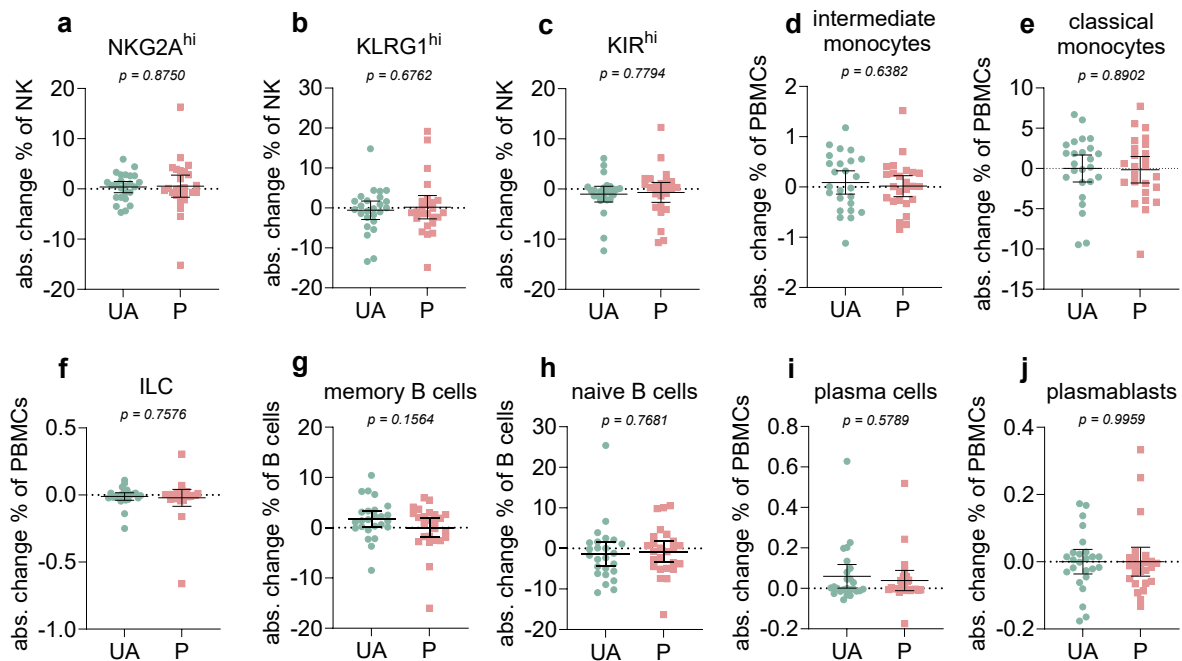 a
NKG2A^hi
p = 0.8750
abs. change % of NK
20
10
0
-10
-20
UA
P
b
KLRG1^hi
p = 0.6762
abs. change % of NK
30
20
10
0
-10
-20
UA
P
c
KIR^hi
p = 0.7794
abs. change % of NK
20
10
0
-10
-20
UA
P
d
intermediate
monocytes
p = 0.6382
abs. change % of PBMCs
2
1
0
-1
-2
UA
P
e
classical
monocytes
p = 0.8902
abs. change % of PBMCs
10
5
0
-5
-10
-15
UA
P
f
ILC
p = 0.7576
abs. change % of PBMCs
0.5
0.0
-0.5
-1.0
UA
P
g
memory B cells
p = 0.1564
abs. change % of B cells
20
10
0
-10
-20
UA
P
h
naive B cells
p = 0.7681
abs. change % of B cells
30
20
10
0
-10
-20
UA
P
i
plasma cells
p = 0.5789
abs. change % of PBMCs
0.8
0.6
0.4
0.2
0.0
-0.2
UA
P
j
plasmablasts
p = 0.9959
abs. change % of PBMCs
0.4
0.2
0.0
-0.2
UA
P